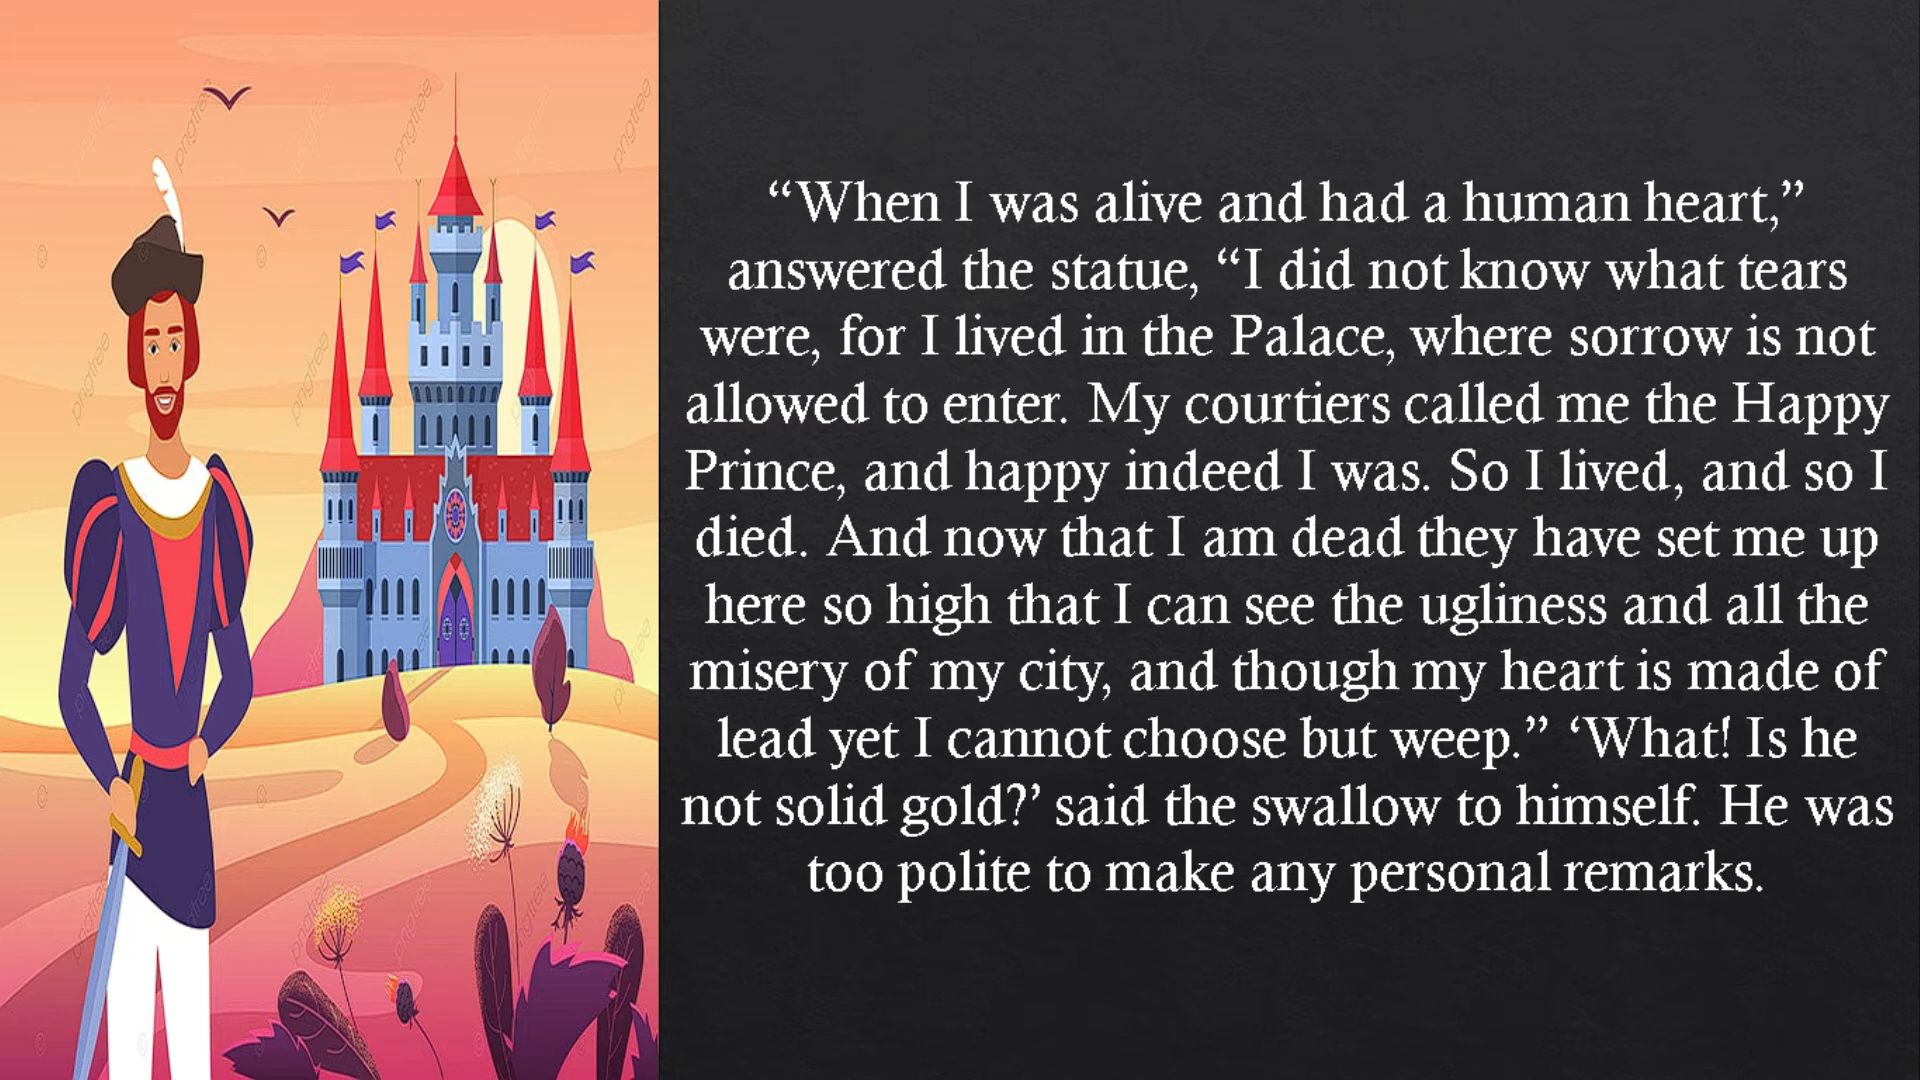 “When I was alive and had a human heart,”
answered the statue, “I did not know what tears
were, for I lived in the Palace, where sorrow is not
allowed to enter. My courtiers called me the Happy
Prince, and happy indeed I was. So I lived, and so I
died. And now that I am dead they have set me up
here so high that I can see the ugliness and all the
misery of my city, and though my heart is made of
lead yet I cannot choose but weep.” ‘What! Is he
not solid gold?’ said the swallow to himself. He was
too polite to make any personal remarks.